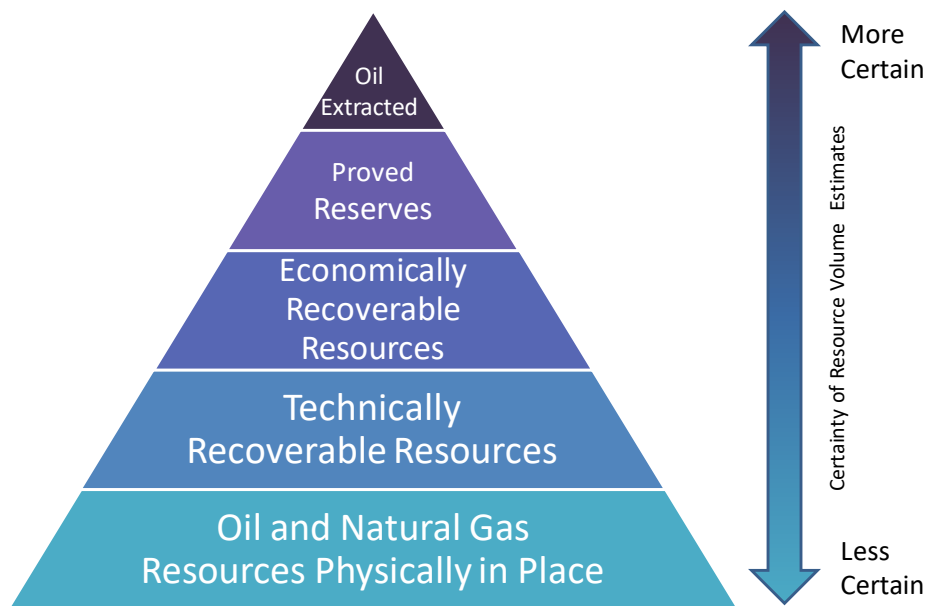 Oil
Extracted
Proved
Reserves
Economically
Recoverable
Resources
Technically
Recoverable Resources
Oil and Natural Gas
Resources Physically in Place
More
Certain
Certainty of Resource Volume Estimates
Less
Certain